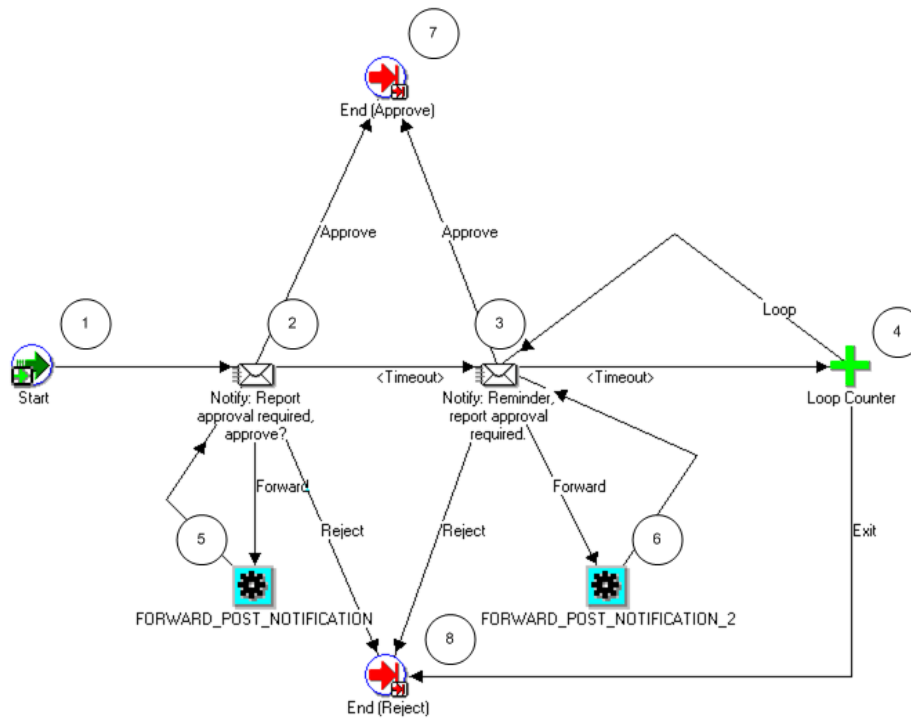 7
End (Approve)
Approve
Approve
1
2
3
Loop
4
Start
<Timeout>
<Timeout>
Notify: Report
approval required,
approve?
Notify: Reminder,
report approval
required.
Loop Counter
Forward
Forward
5
Reject
Reject
6
Exit
FORWARD_POST_NOTIFICATION
FORWARD_POST_NOTIFICATION_2
8
End (Reject)